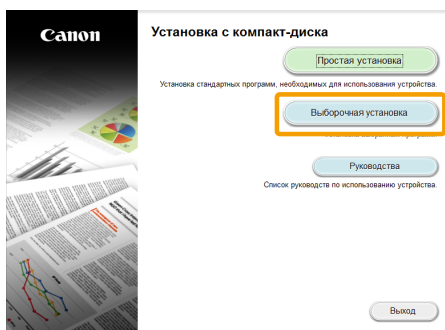 Canon
Установка с компакт-диска
Простая установка
Установка стандартных программ, необходимых для использования устройства.
Выборочная установка
Руководства
Список руководств по использованию устройства.
Выход